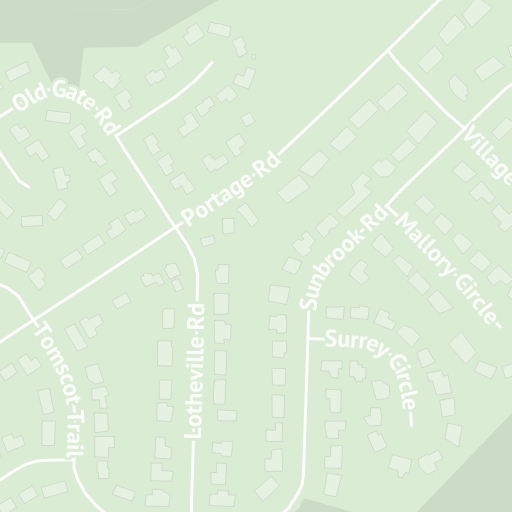 Old Gate Rd
Portage Rd
Village
Sunbrook Rd
Mallory Circle
Surrey Circle
Lotheville Rd
Tomscot Trail